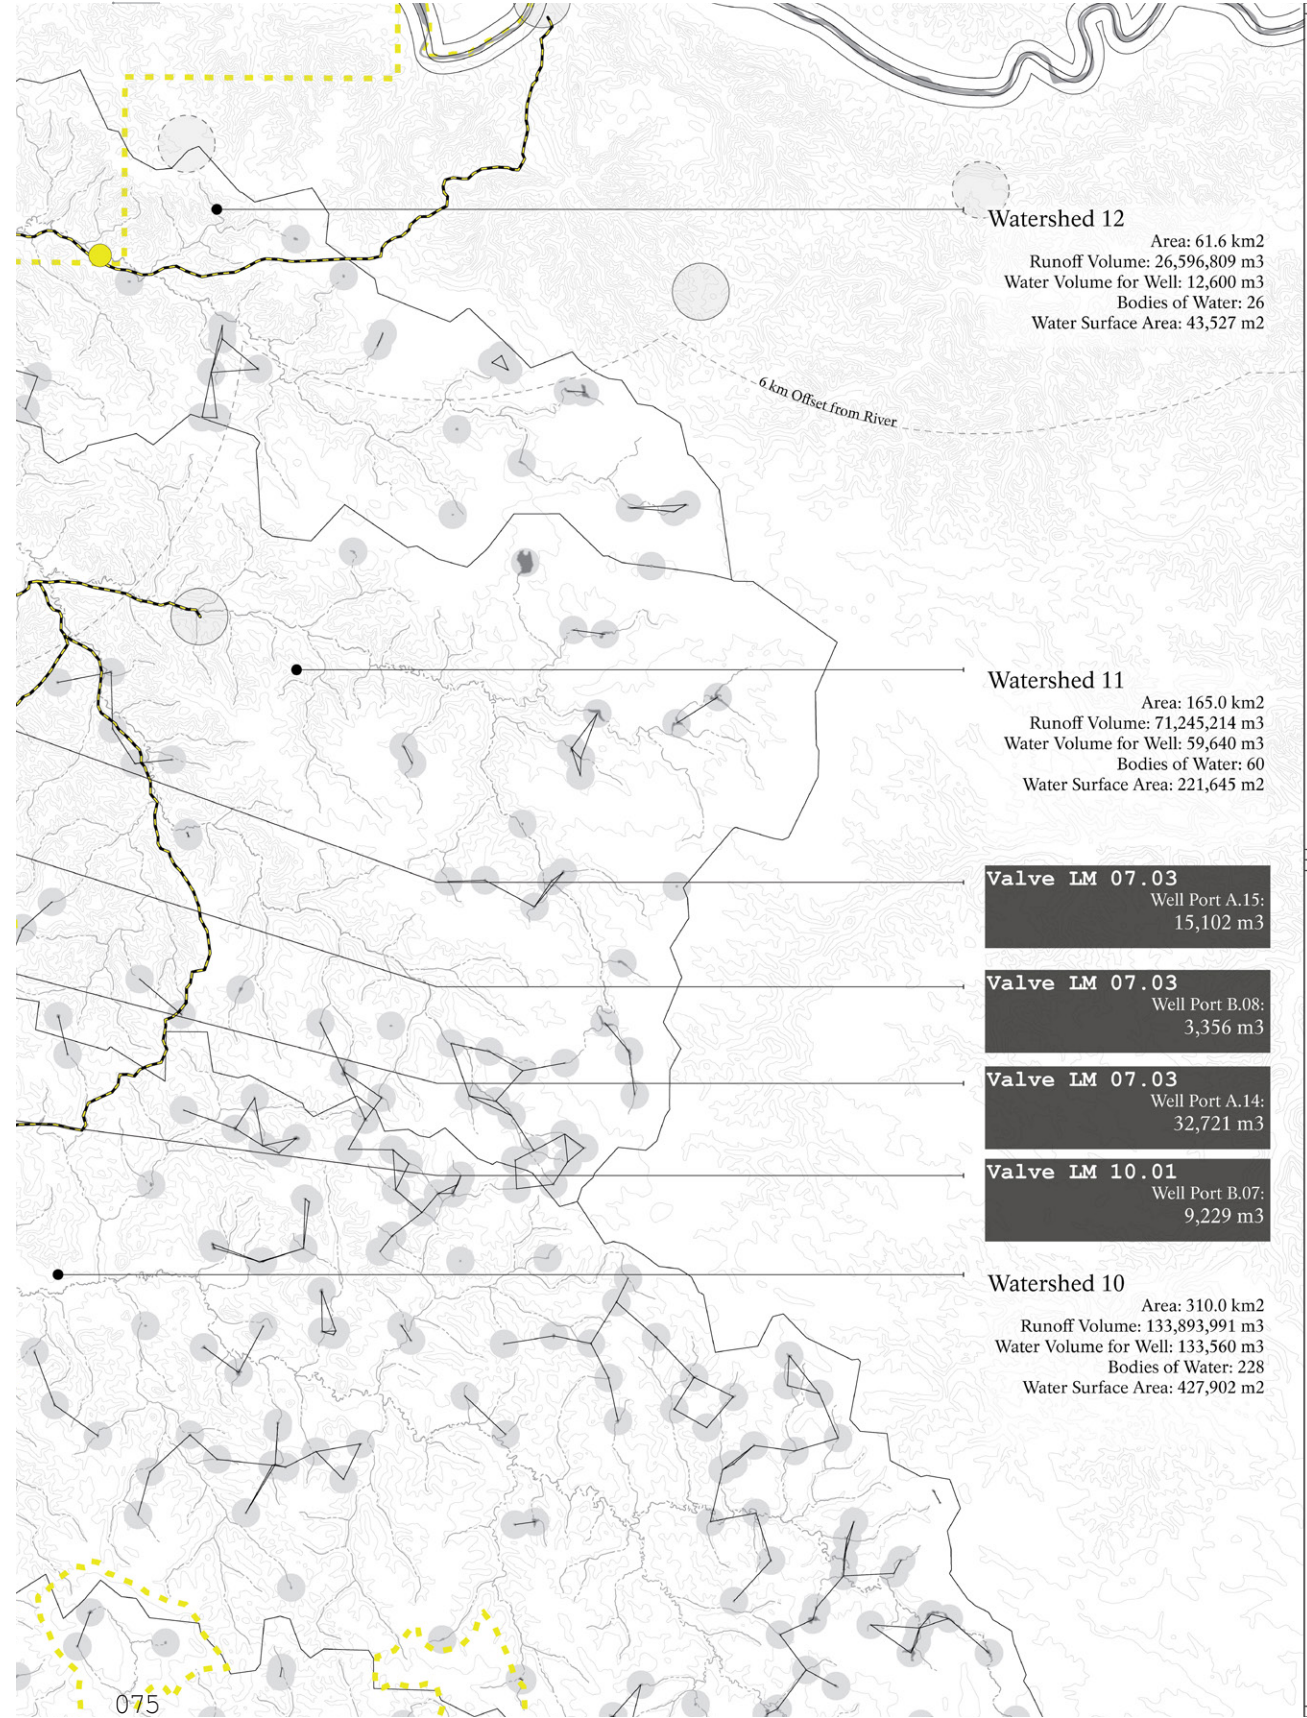 Watershed 12
Area: 61.6 km2
Runoff Volume: 26,596,809 m3
Water Volume for Well: 12,600 m3
Bodies of Water: 26
Water Surface Area: 43,527 m2
6 km Offset from River
Watershed 11
Area: 165.0 km2
Runoff Volume: 71,245,214 m3
Water Volume for Well: 59,640 m3
Bodies of Water: 60
Water Surface Area: 221,645 m2
Valve LM 07.03
Well Port A.15:
15,102 m3
Valve LM 07.03
Well Port B.08:
3,356 m3
Valve LM 07.03
Well Port A.14:
32,721 m3
Valve LM 10.01
Well Port B.07:
9,229 m3
Watershed 10
Area: 310.0 km2
Runoff Volume: 133,893,991 m3
Water Volume for Well: 133,560 m3
Bodies of Water: 228
Water Surface Area: 427,902 m2
075